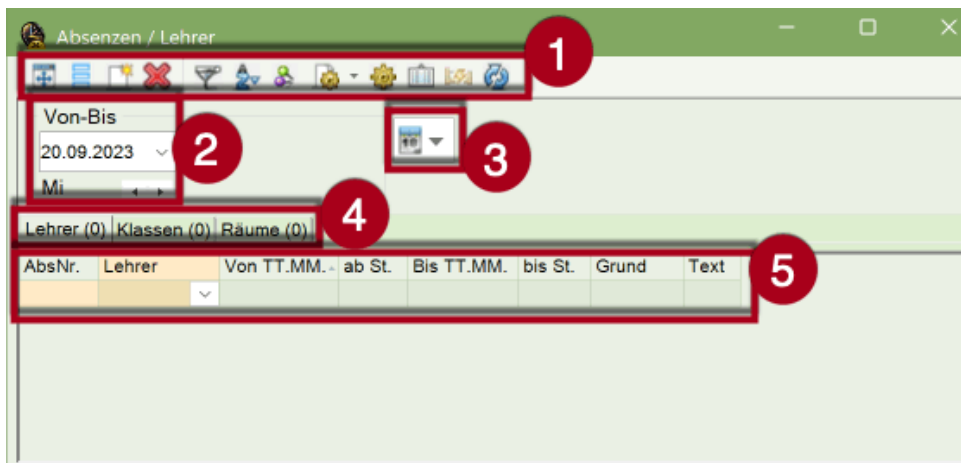 Absenzen / Lehrer
1
Von-Bis
20.09.2023
2
3
Mi
Lehrer (0) Klassen (0) Räume (0)
4
AbsNr. Lehrer Von TT.MM. ab St. Bis TT.MM. bis St. Grund Text
5